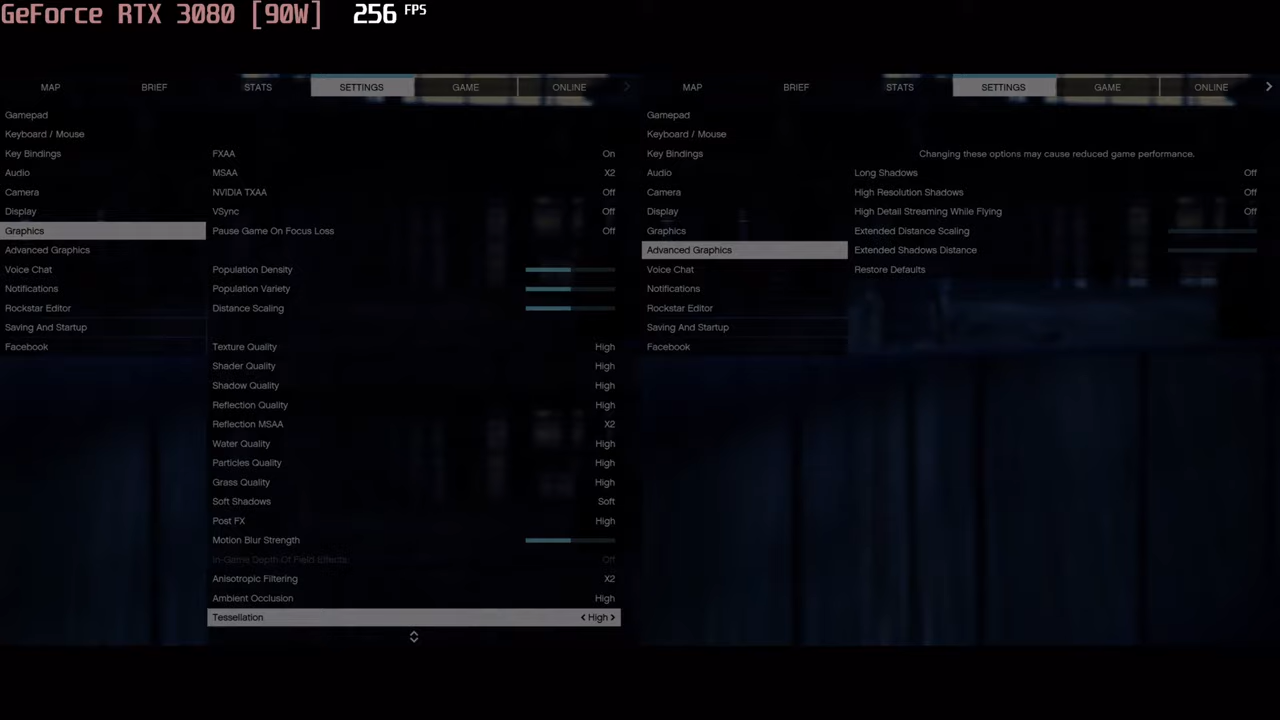 GeForce RTX 3080 [90W] 256 FPS
MAP BRIEF STATS SETTINGS GAME ONLINE
Gamepad
Keyboard / Mouse
Key Bindings
Audio
Camera
Display
Graphics
Advanced Graphics
Voice Chat
Notifications
Rockstar Editor
Saving And Startup
Facebook
FXAA On
MSAA X2
NVIDIA TXAA Off
VSync Off
Pause Game On Focus Loss Off
Population Density
Population Variety
Distance Scaling
Texture Quality High
Shader Quality High
Shadow Quality High
Reflection Quality High
Reflection MSAA X2
Water Quality High
Particles Quality High
Grass Quality High
Soft Shadows Soft
Post FX High
Motion Blur Strength
In-Game Depth Of Field Effects Off
Anisotropic Filtering X2
Ambient Occlusion High
Tessellation < High >
MAP BRIEF STATS SETTINGS GAME ONLINE >
Gamepad
Keyboard / Mouse
Key Bindings
Audio
Camera
Display
Graphics
Advanced Graphics
Voice Chat
Notifications
Rockstar Editor
Saving And Startup
Facebook
Changing these options may cause reduced game performance.
Long Shadows Off
High Resolution Shadows Off
High Detail Streaming While Flying Off
Extended Distance Scaling
Extended Shadows Distance
Restore Defaults